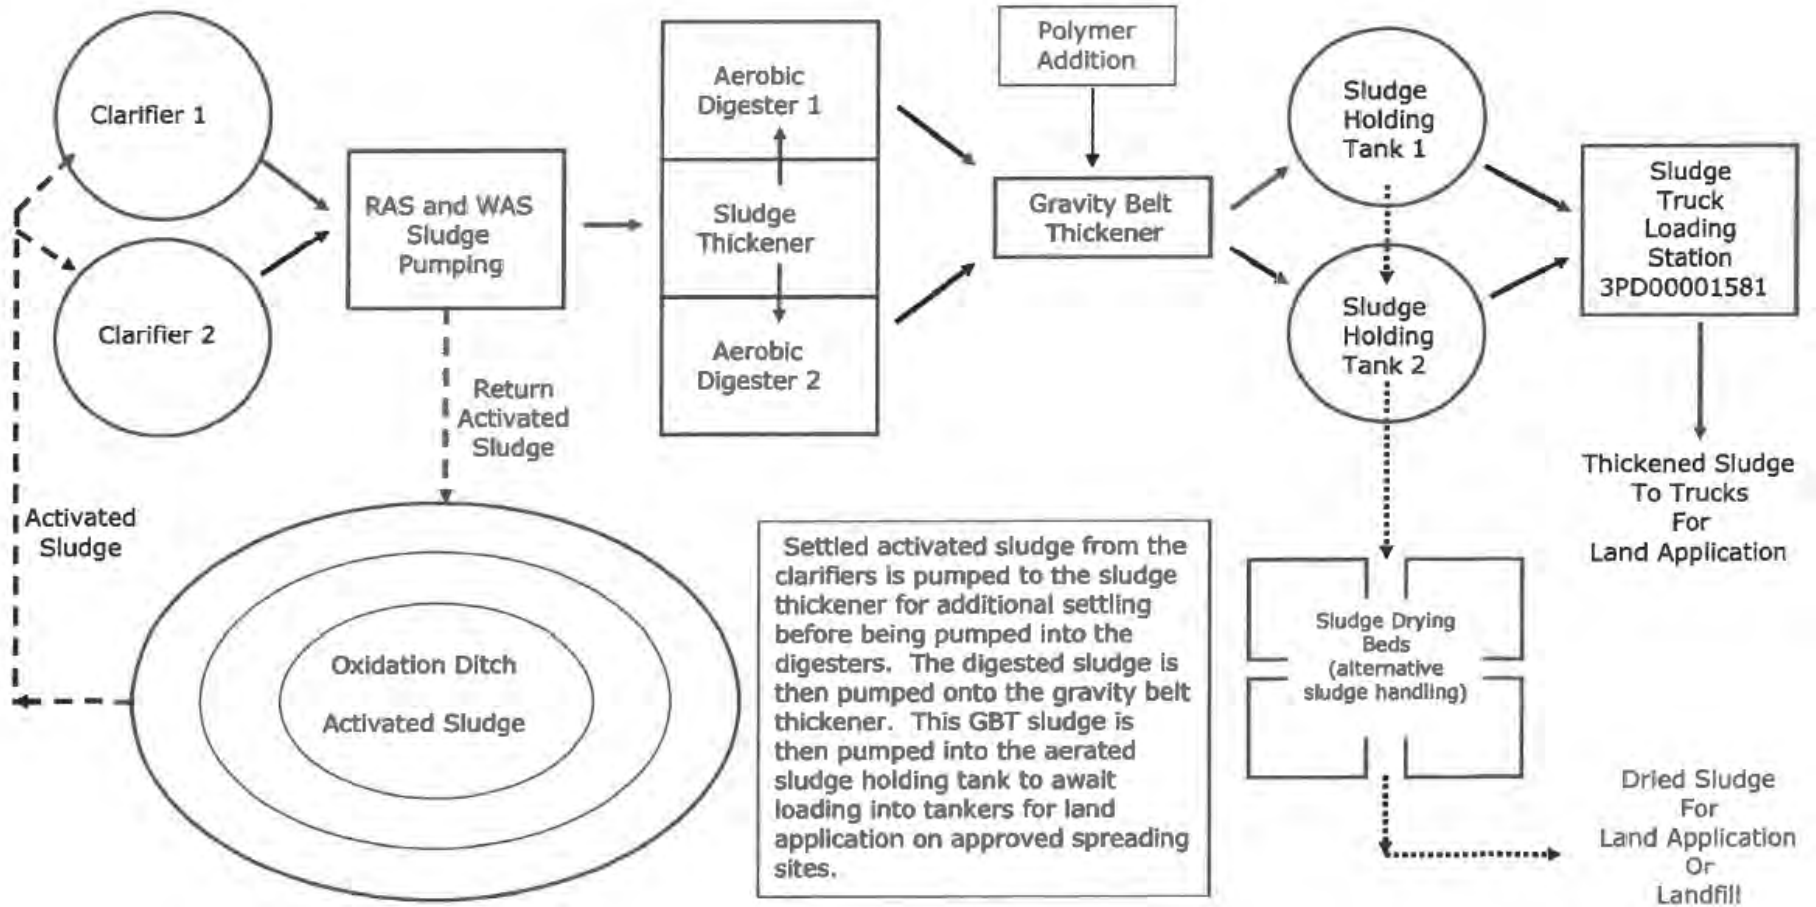 Clarifier 1
Clarifier 2
Activated
Sludge
RAS and WAS
Sludge
Pumping
Return
Activated
Sludge
Oxidation Ditch
Activated Sludge
Aerobic
Digester 1
Sludge
Thickener
Aerobic
Digester 2
Polymer
Addition
Gravity Belt
Thickener
Settled activated sludge from the
clarifiers is pumped to the sludge
thickener for additional settling
before being pumped into the
digesters. The digested sludge is
then pumped onto the gravity belt
thickener. This GBT sludge is
then pumped into the aerated
sludge holding tank to await
loading into tankers for land
application on approved spreading
sites.
Sludge
Holding
Tank 1
Sludge
Holding
Tank 2
Sludge
Truck
Loading
Station
3PD00001581
Thickened Sludge
To Trucks
For
Land Application
Sludge Drying
Beds
(alternative
sludge handling)
Dried Sludge
For
Land Application
Or
Landfill